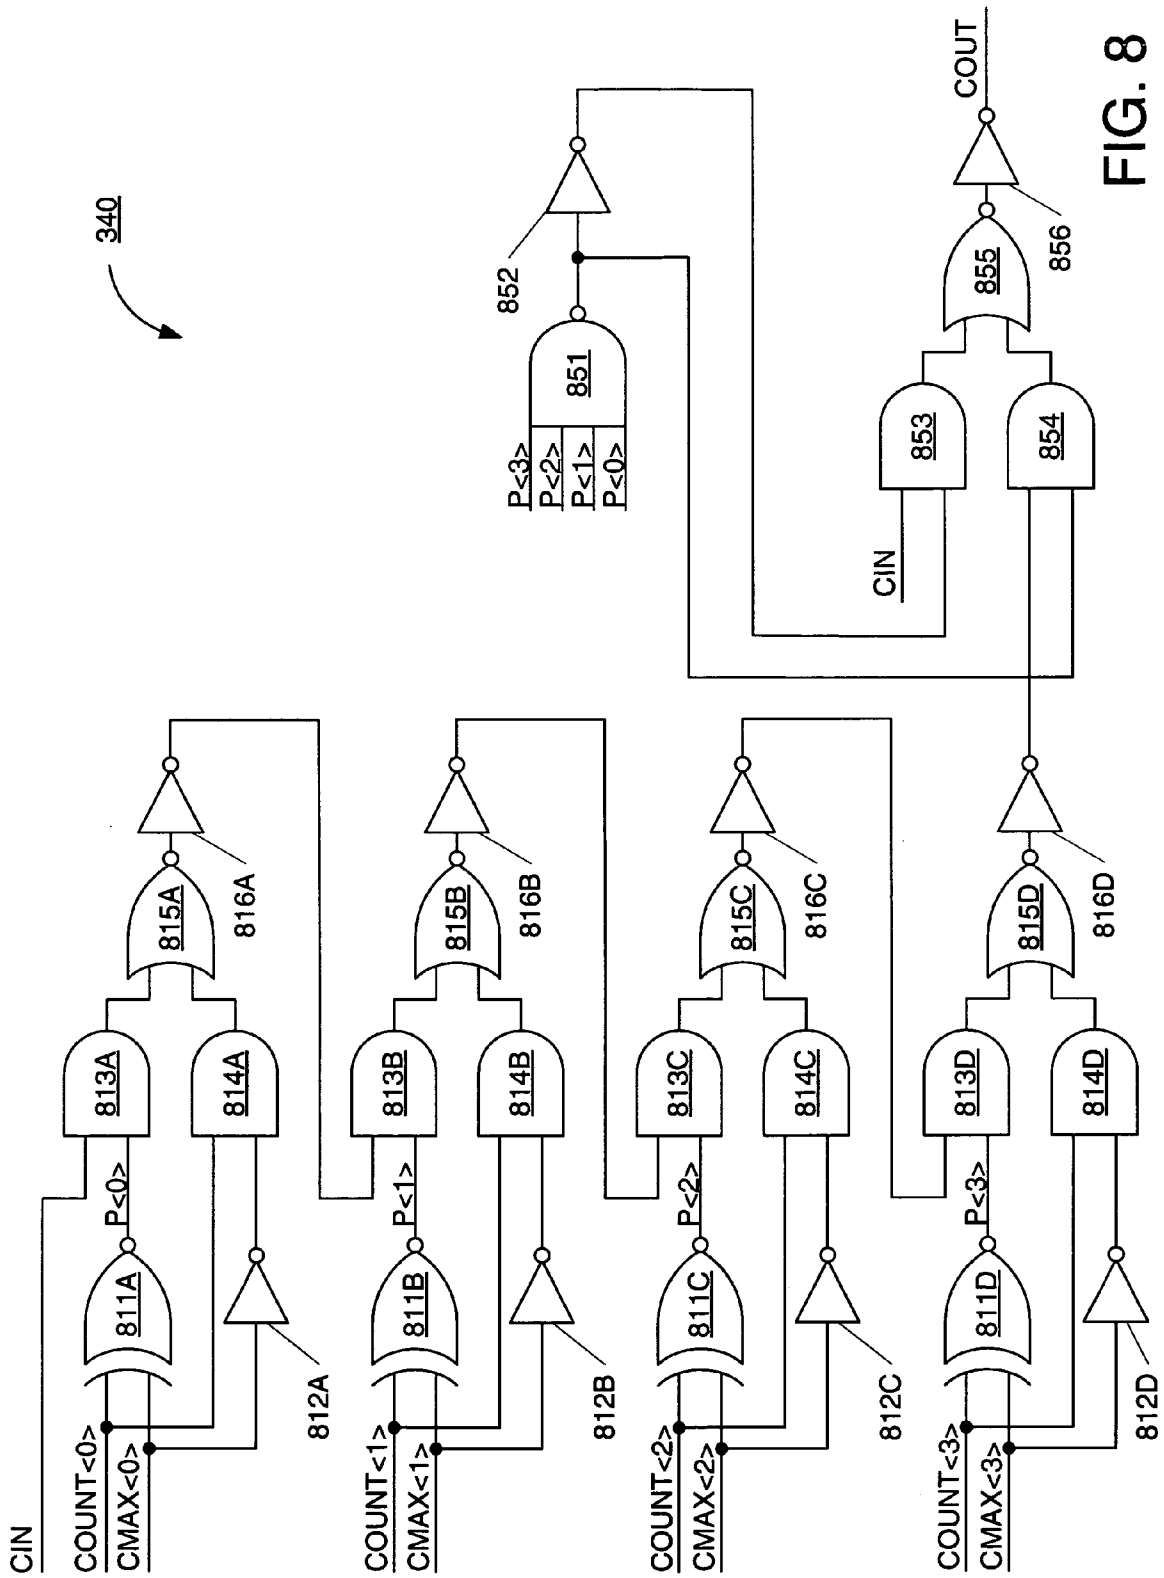 340
CIN
COUNT<0>
CMAX<0>
811A
812A
P<0>
813A
814A
815A
816A
COUNT<1>
CMAX<1>
811B
812B
P<1>
813B
814B
815B
816B
COUNT<2>
CMAX<2>
811C
812C
P<2>
813C
814C
815C
816C
COUNT<3>
CMAX<3>
811D
812D
P<3>
813D
814D
815D
816D
P<3>
P<2>
P<1>
P<0>
851
852
CIN
853
854
855
856
COUT
FIG. 8